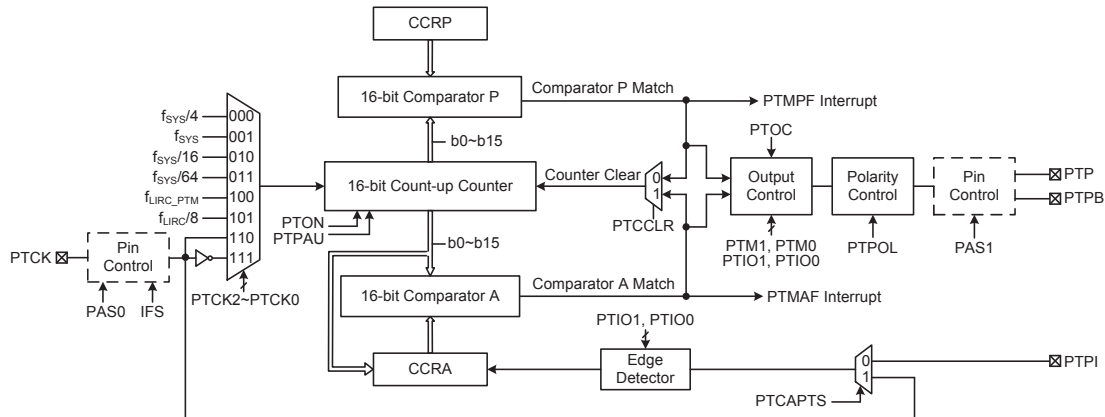 CCRP
16-bit Comparator P
Comparator P Match
PTMPF Interrupt
b0~b15
fSYS/4
000
fSYS
001
fSYS/16
010
fSYS/64
011
fLIRC_PTM
100
fLIRC/8
101
110
111
16-bit Count-up Counter
Counter Clear
0
1
PTCCLR
PTOC
Output
Control
Polarity
Control
Pin
Control
PTP
PTPB
PTON
PTPAU
PTM1, PTM0
PTIO1, PTIO0
PTPOL
PAS1
b0~b15
PTCK
Pin
Control
PAS0
IFS
PTCK2~PTCK0
16-bit Comparator A
Comparator A Match
PTMAF Interrupt
PTIO1, PTIO0
CCRA
Edge
Detector
0
1
PTPI
PTCAPTS